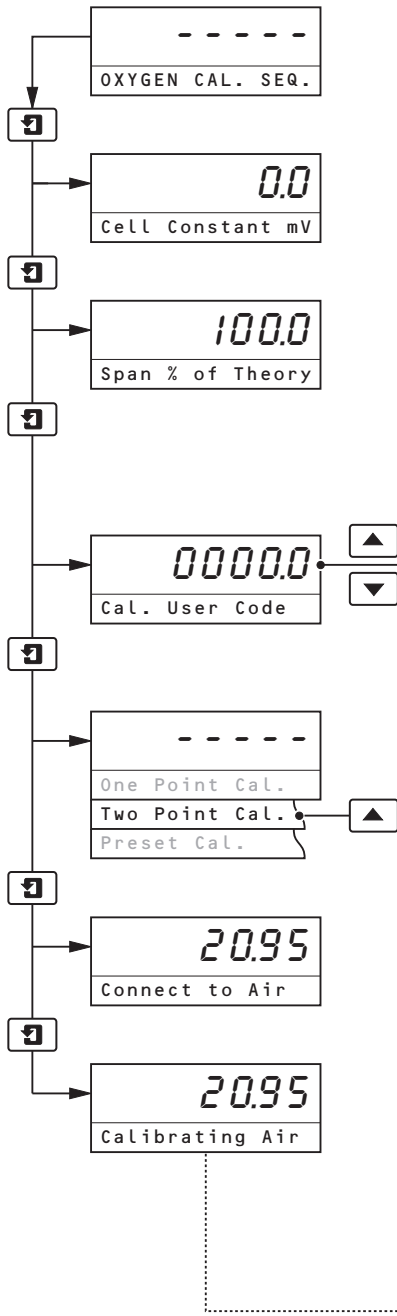 - - - - -
OXYGEN CAL. SEQ.
0.0
Cell Constant mV
100.0
Span % of Theory
0000.0
Cal. User Code
- - - - -
One Point Cal.
Two Point Cal.
Preset Cal.
20.95
Connect to Air
20.95
Calibrating Air